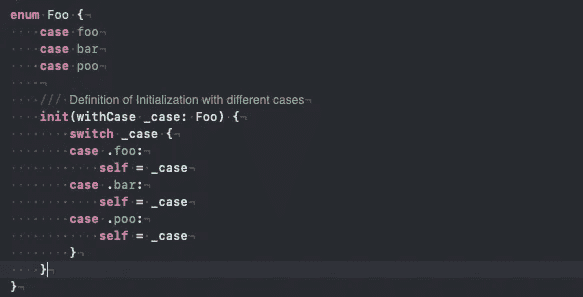 enum Foo {
    case foo
    case bar
    case poo

    /// Definition of Initialization with different cases
    init(withCase _case: Foo) {
        switch _case {
        case .foo:
            self = _case
        case .bar:
            self = _case
        case .poo:
            self = _case
        }
    }
}